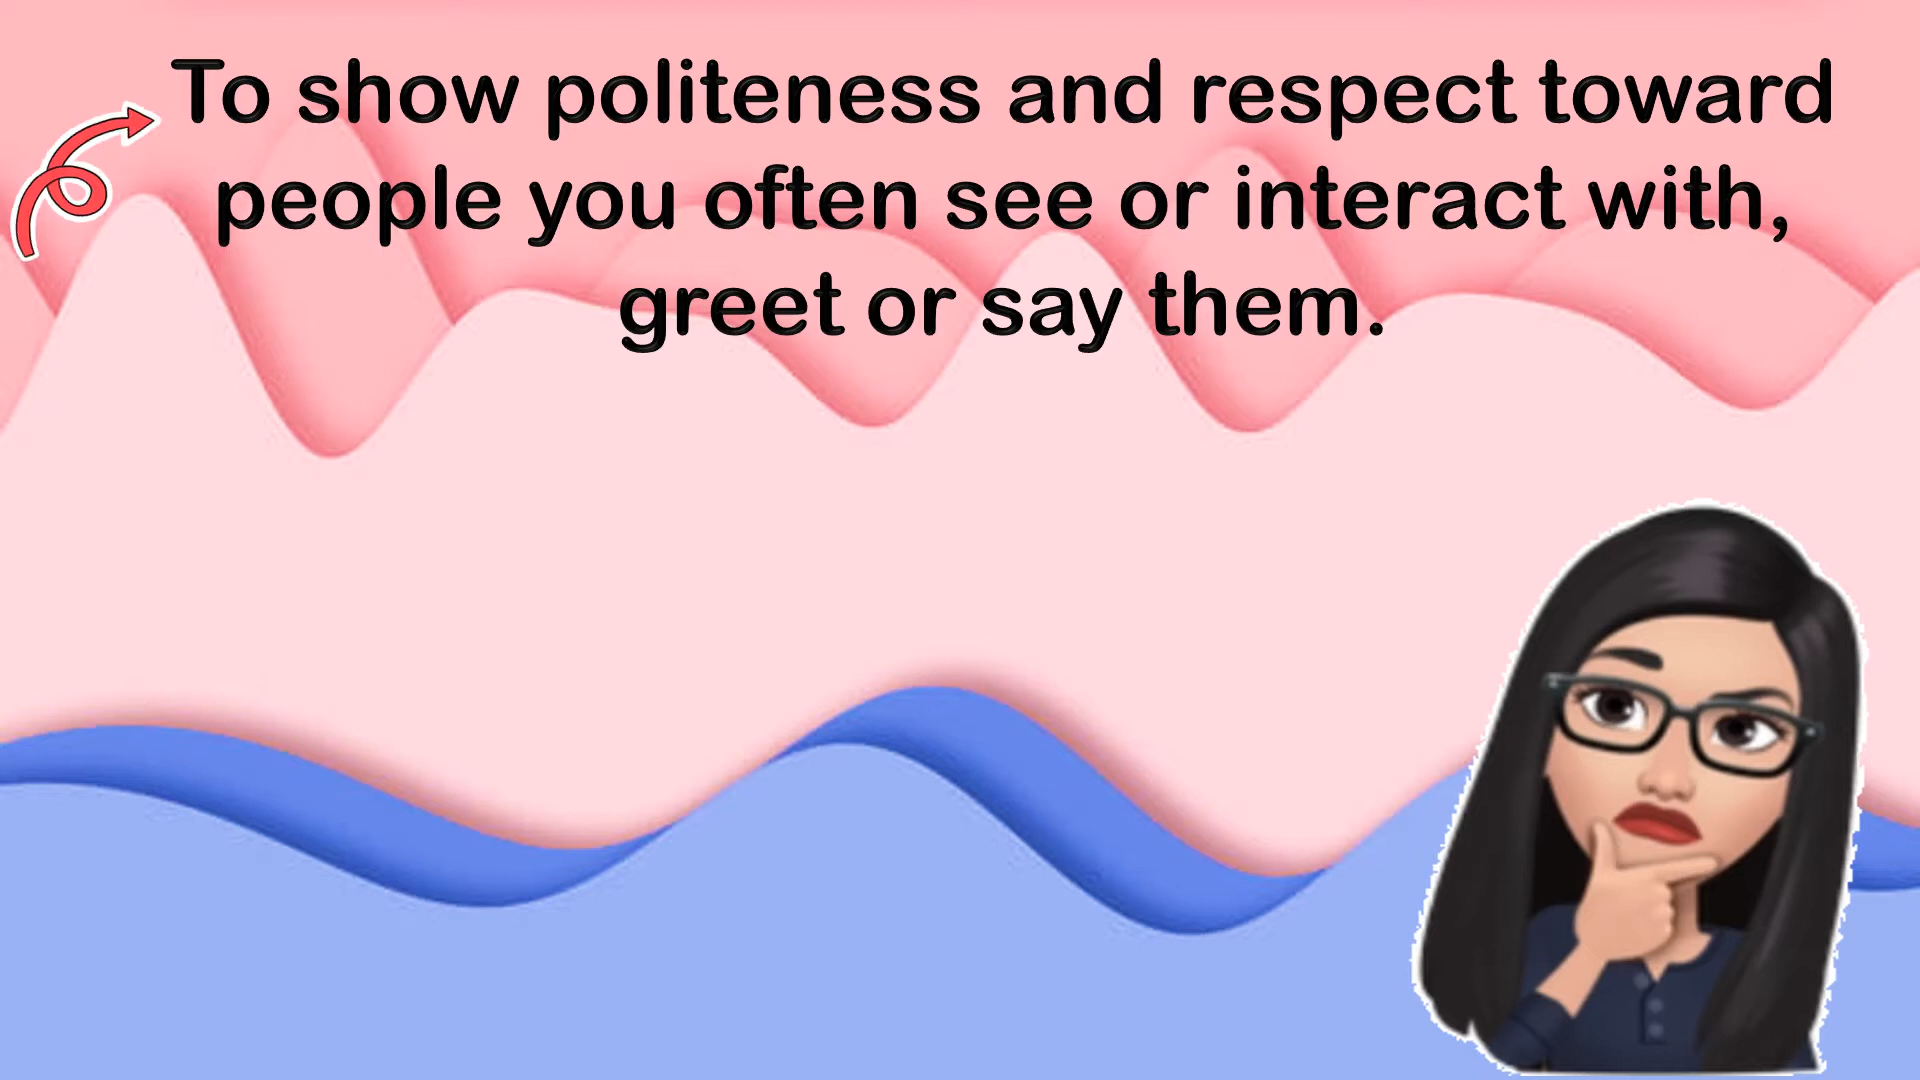 To show politeness and respect toward
people you often see or interact with,
greet or say them.